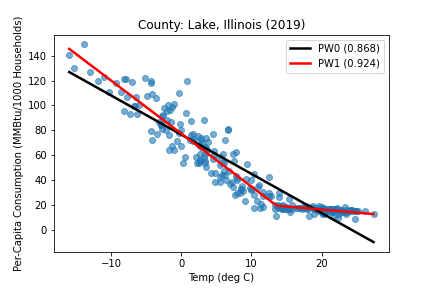 County: Lake, Illinois (2019)
PW0 (0.868)
PW1 (0.924)
Per-Capita Consumption (MMBtu/1000 Households)
140
120
100
80
60
40
20
0
−10
0
10
20
Temp (deg C)